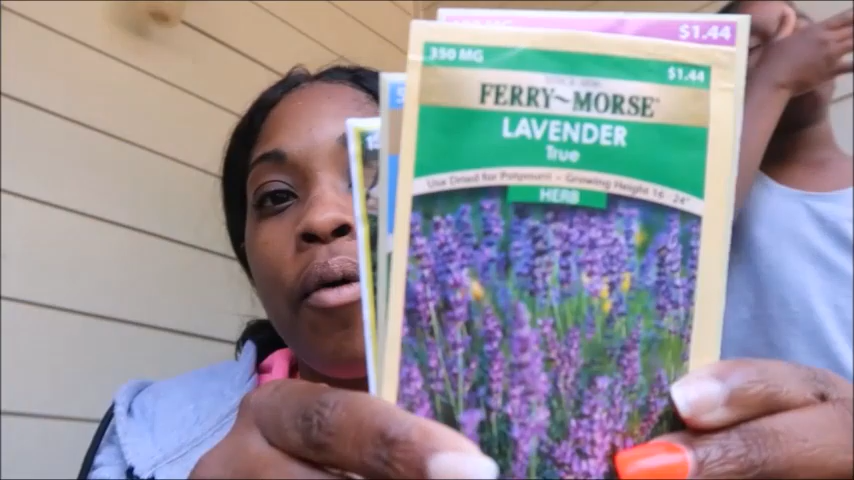 $1.44
350 MG $1.44
FERRY~MORSE®
LAVENDER
True
Use Dried for Potpourri ~ Growing Height 16 - 24"
HERB